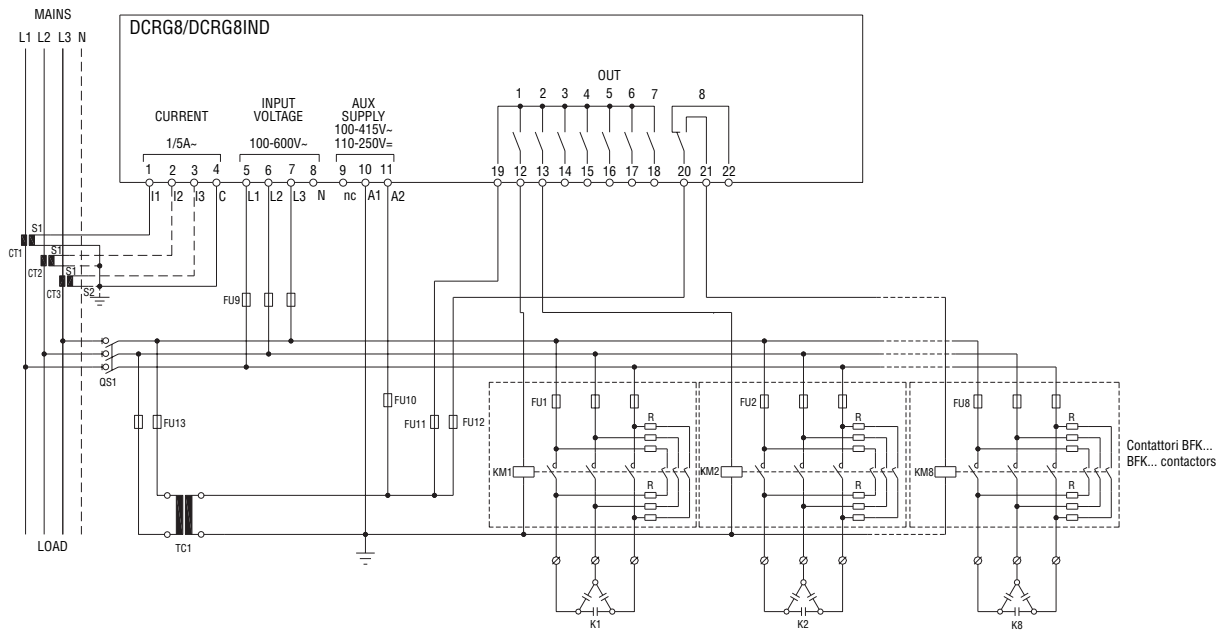 MAINS
L1 L2 L3 N
DCRG8/DCRG8IND
OUT
1 2 3 4 5 6 7 8
CURRENT
1/5A~
INPUT
VOLTAGE
100-600V~
AUX
SUPPLY
100-415V~
110-250V=
1 2 3 4 5 6 7 8 9 10 11 19 12 13 14 15 16 17 18 20 21 22
I1 I2 I3 C L1 L2 L3 N nc A1 A2
S1
CT1
S1
CT2
S1
CT3
S2
FU9
QS1
FU13
FU10
FU11
FU12
FU1
R
KM1
R
FU2
R
KM2
R
FU8
R
KM8
R
Contattori BFK...
BFK... contactors
LOAD
TC1
K1
K2
K8